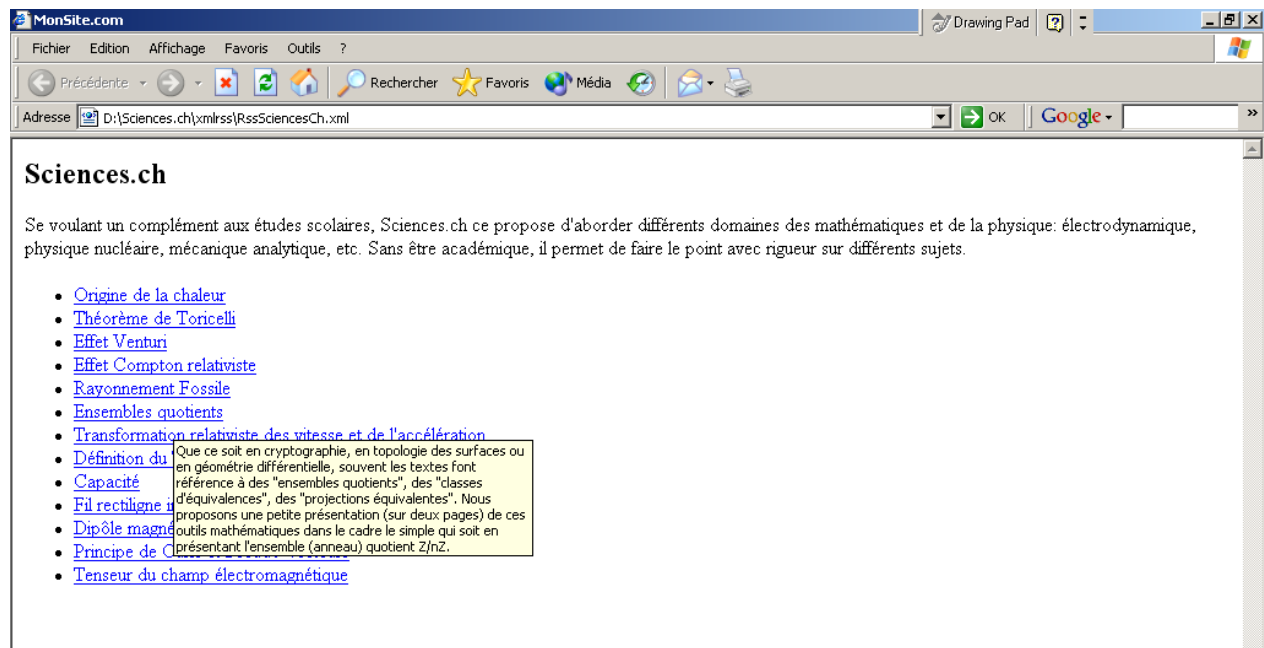 MonSite.com
Drawing Pad
Fichier Edition Affichage Favoris Outils ?
Précédente Rechercher Favoris Média
Adresse D:\Sciences.ch\xmlrss\RssSciencesCh.xml OK Google »
Sciences.ch
Se voulant un complément aux études scolaires, Sciences.ch ce propose d'aborder différents domaines des mathématiques et de la physique: électrodynamique,
physique nucléaire, mécanique analytique, etc. Sans être académique, il permet de faire le point avec rigueur sur différents sujets.
Origine de la chaleur
Théorème de Toricelli
Effet Venturi
Effet Compton relativiste
Rayonnement Fossile
Ensembles quotients
Transformation relativiste des vitesse et de l'accélération
Définition du
Capacité
Fil rectiligne
Dipôle
Principe de
Tenseur du champ électromagnétique
Que ce soit en cryptographie, en topologie des surfaces ou
en géométrie différentielle, souvent les textes font
référence à des "ensembles quotients", des "classes
d'équivalences", des "projections équivalentes". Nous
proposons une petite présentation (sur deux pages) de ces
outils mathématiques dans le cadre le simple qui soit en
présentant l'ensemble (anneau) quotient Z/nZ.